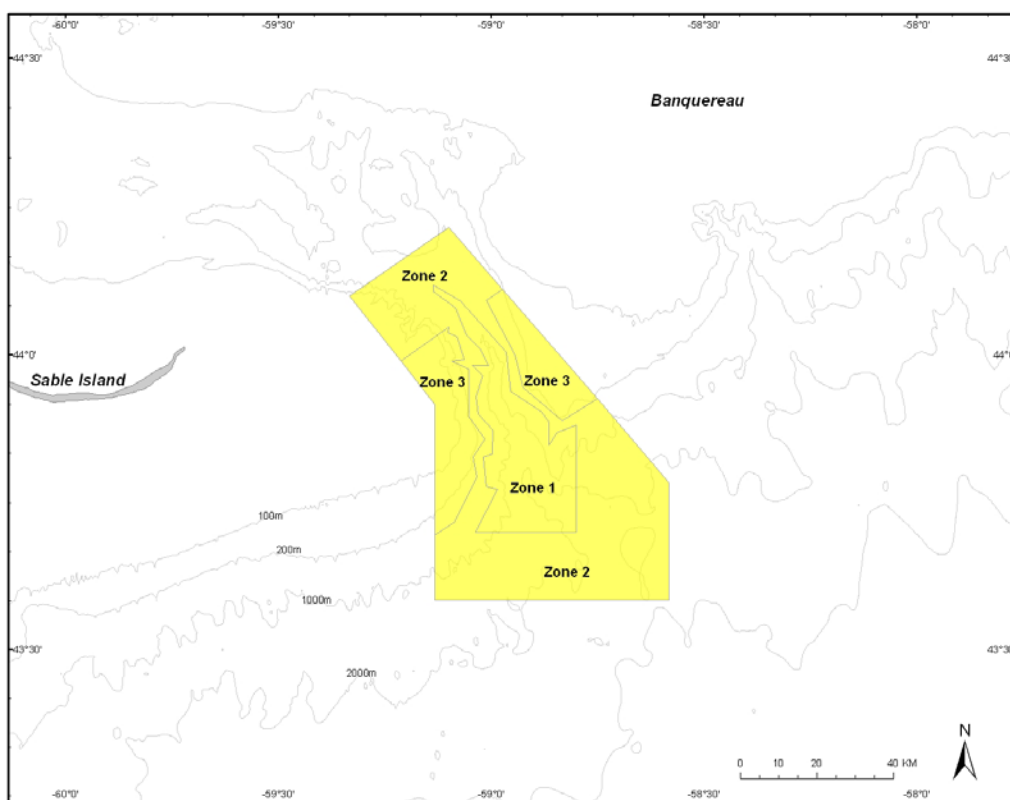 -60°0' -59°30' -59°0' -58°30' -58°0'
44°30' 44°30'
Banquereau
Zone 2
44°0' 44°0'
Zone 3
Zone 3
Sable Island
Zone 1
100m
200m
Zone 2
1000m
43°30' 43°30'
2000m
N
0 10 20 40 KM
-60°0' -59°30' -59°0' -58°30' -58°0'